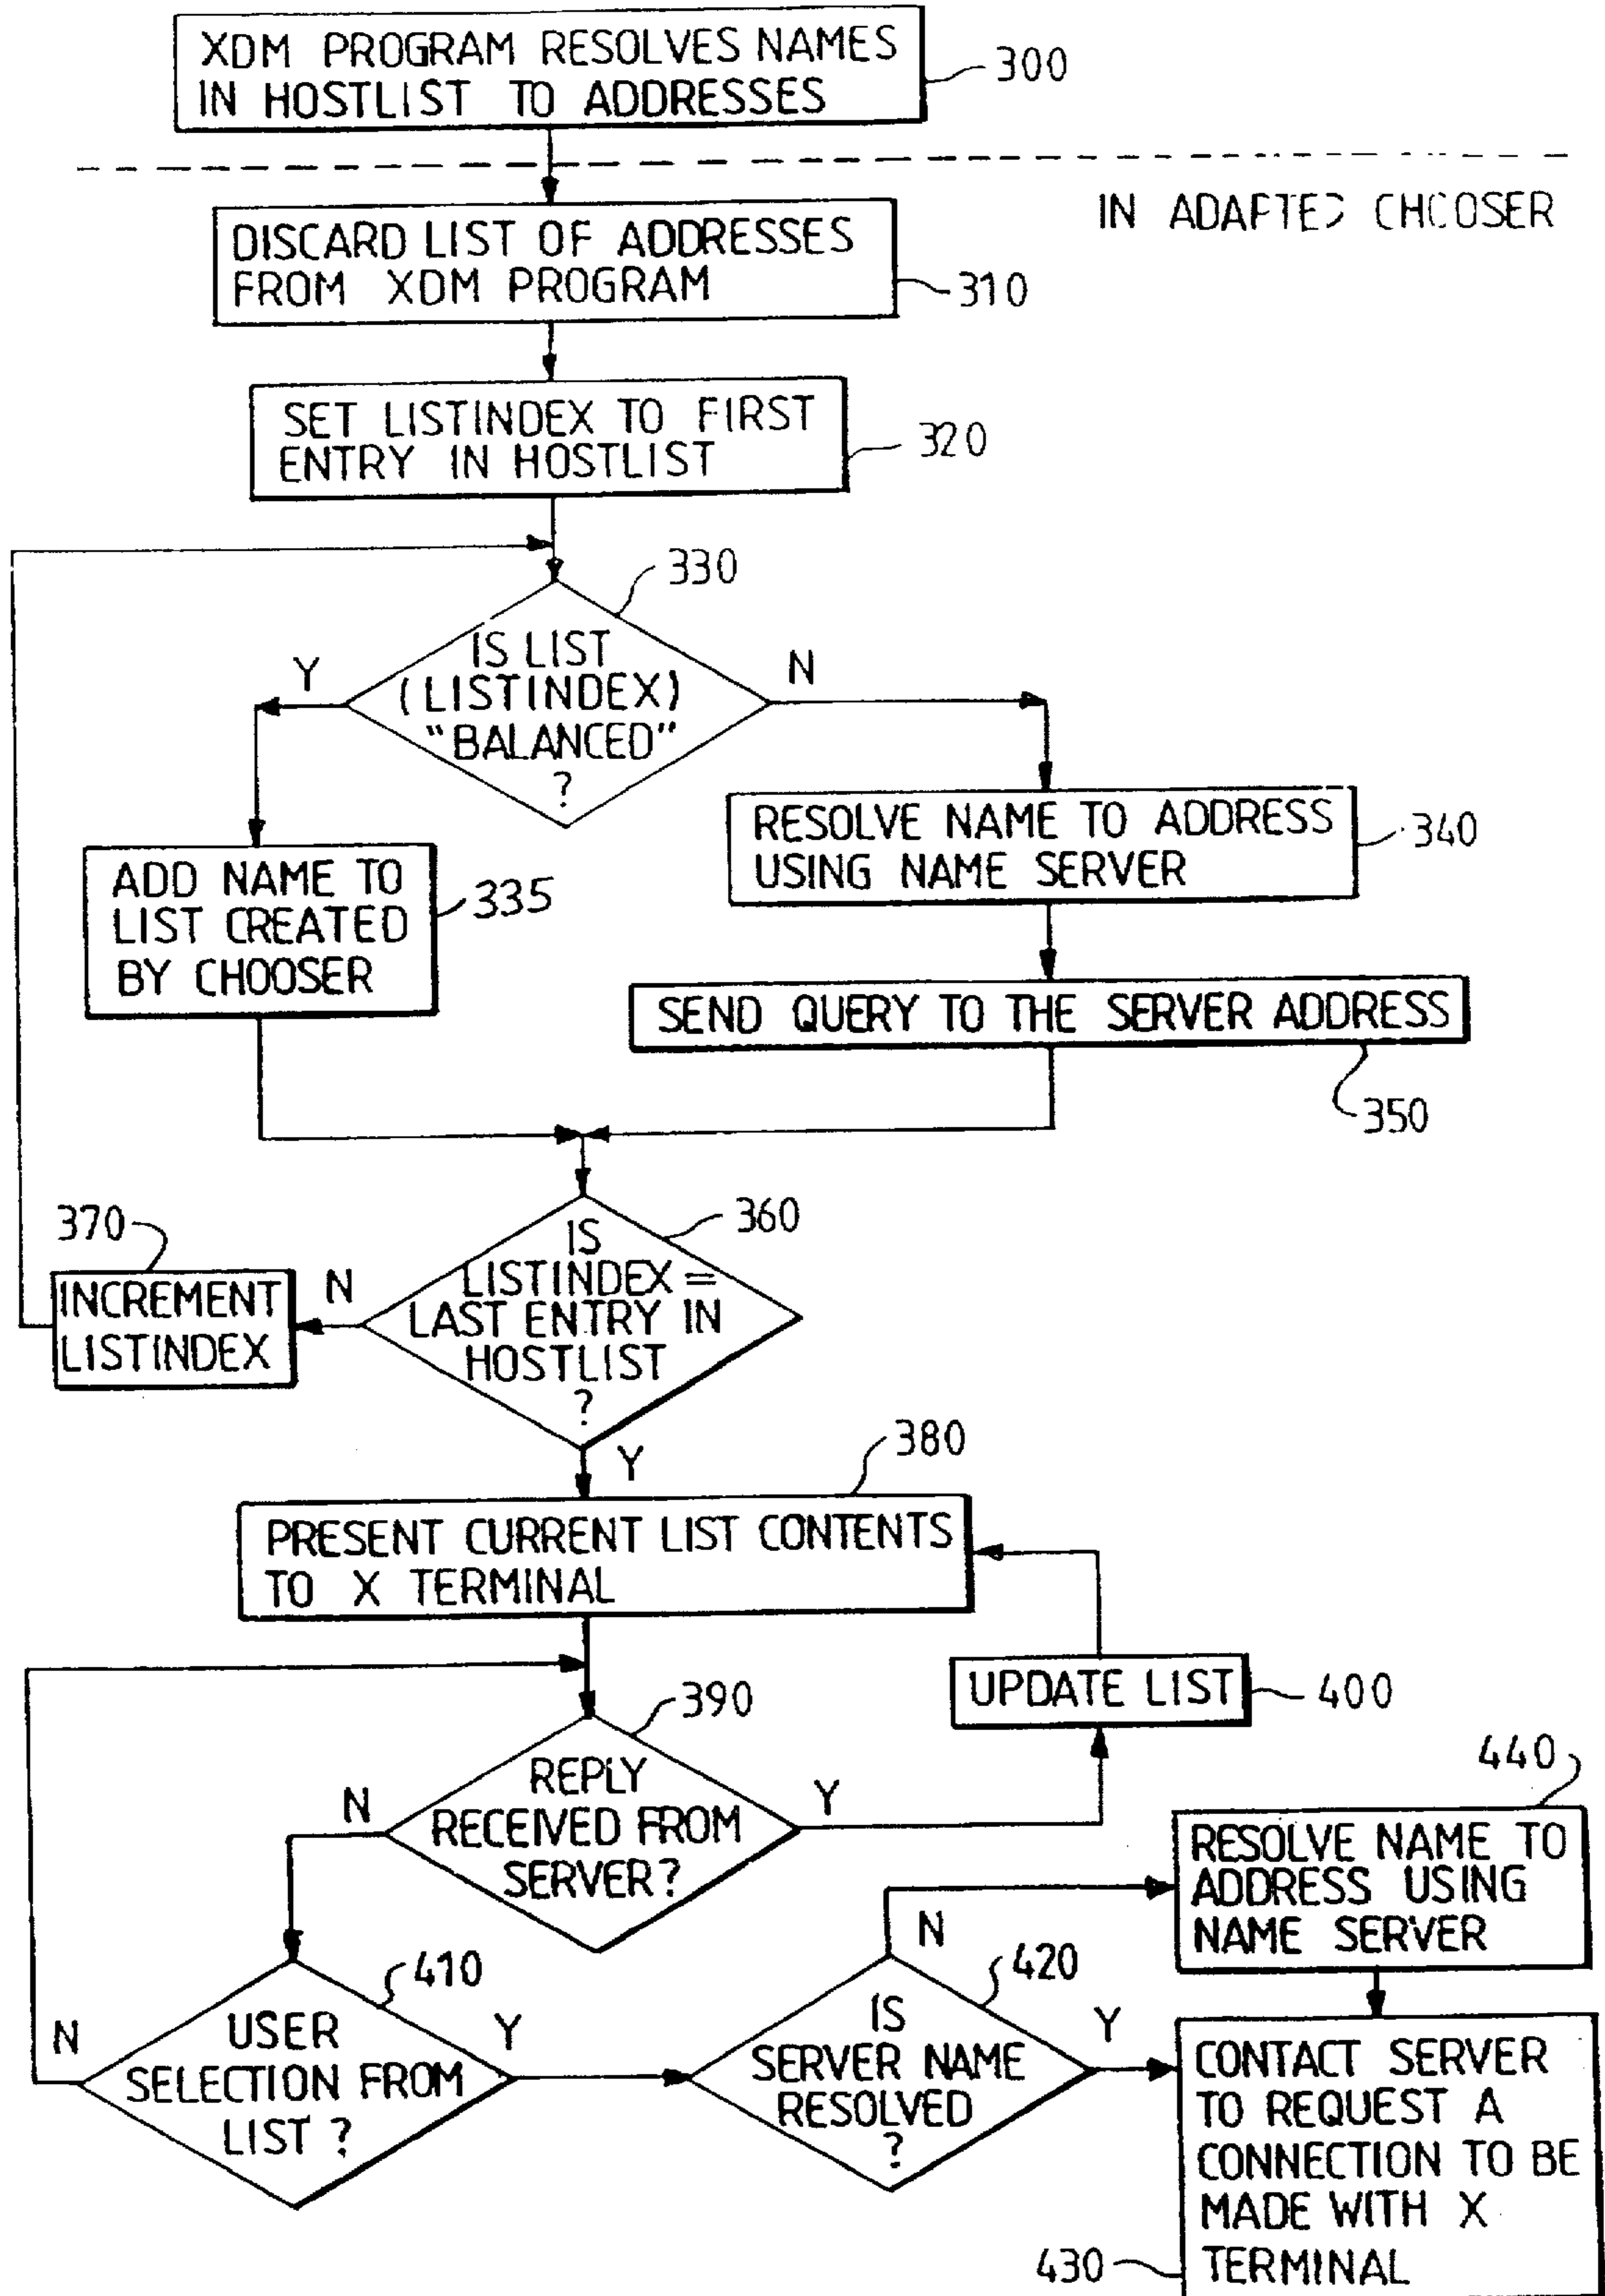 XDM PROGRAM RESOLVES NAMES
IN HOSTLIST TO ADDRESSES
300
IN ADAPTED CHOOSER
DISCARD LIST OF ADDRESSES
FROM XDM PROGRAM
310
SET LISTINDEX TO FIRST
ENTRY IN HOSTLIST
320
330
IS LIST
(LISTINDEX)
"BALANCED"
?
Y
N
ADD NAME TO
LIST CREATED
BY CHOOSER
335
RESOLVE NAME TO ADDRESS
USING NAME SERVER
340
SEND QUERY TO THE SERVER ADDRESS
350
360
IS
LISTINDEX =
LAST ENTRY IN
HOSTLIST
?
N
370
INCREMENT
LISTINDEX
Y
380
PRESENT CURRENT LIST CONTENTS
TO X TERMINAL
390
REPLY
RECEIVED FROM
SERVER?
N
Y
UPDATE LIST
400
410
USER
SELECTION FROM
LIST ?
N
Y
420
IS
SERVER NAME
RESOLVED
?
N
Y
440
RESOLVE NAME TO
ADDRESS USING
NAME SERVER
CONTACT SERVER
TO REQUEST A
CONNECTION TO BE
MADE WITH X
TERMINAL
430